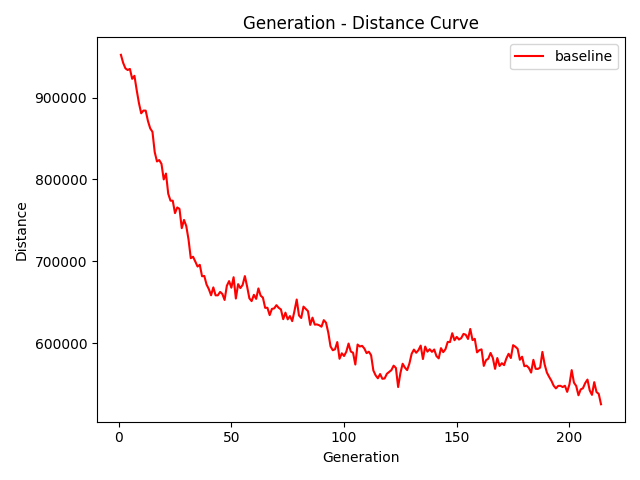 Generation - Distance Curve
baseline
Distance
900000
800000
700000
600000
0
50
100
150
200
Generation